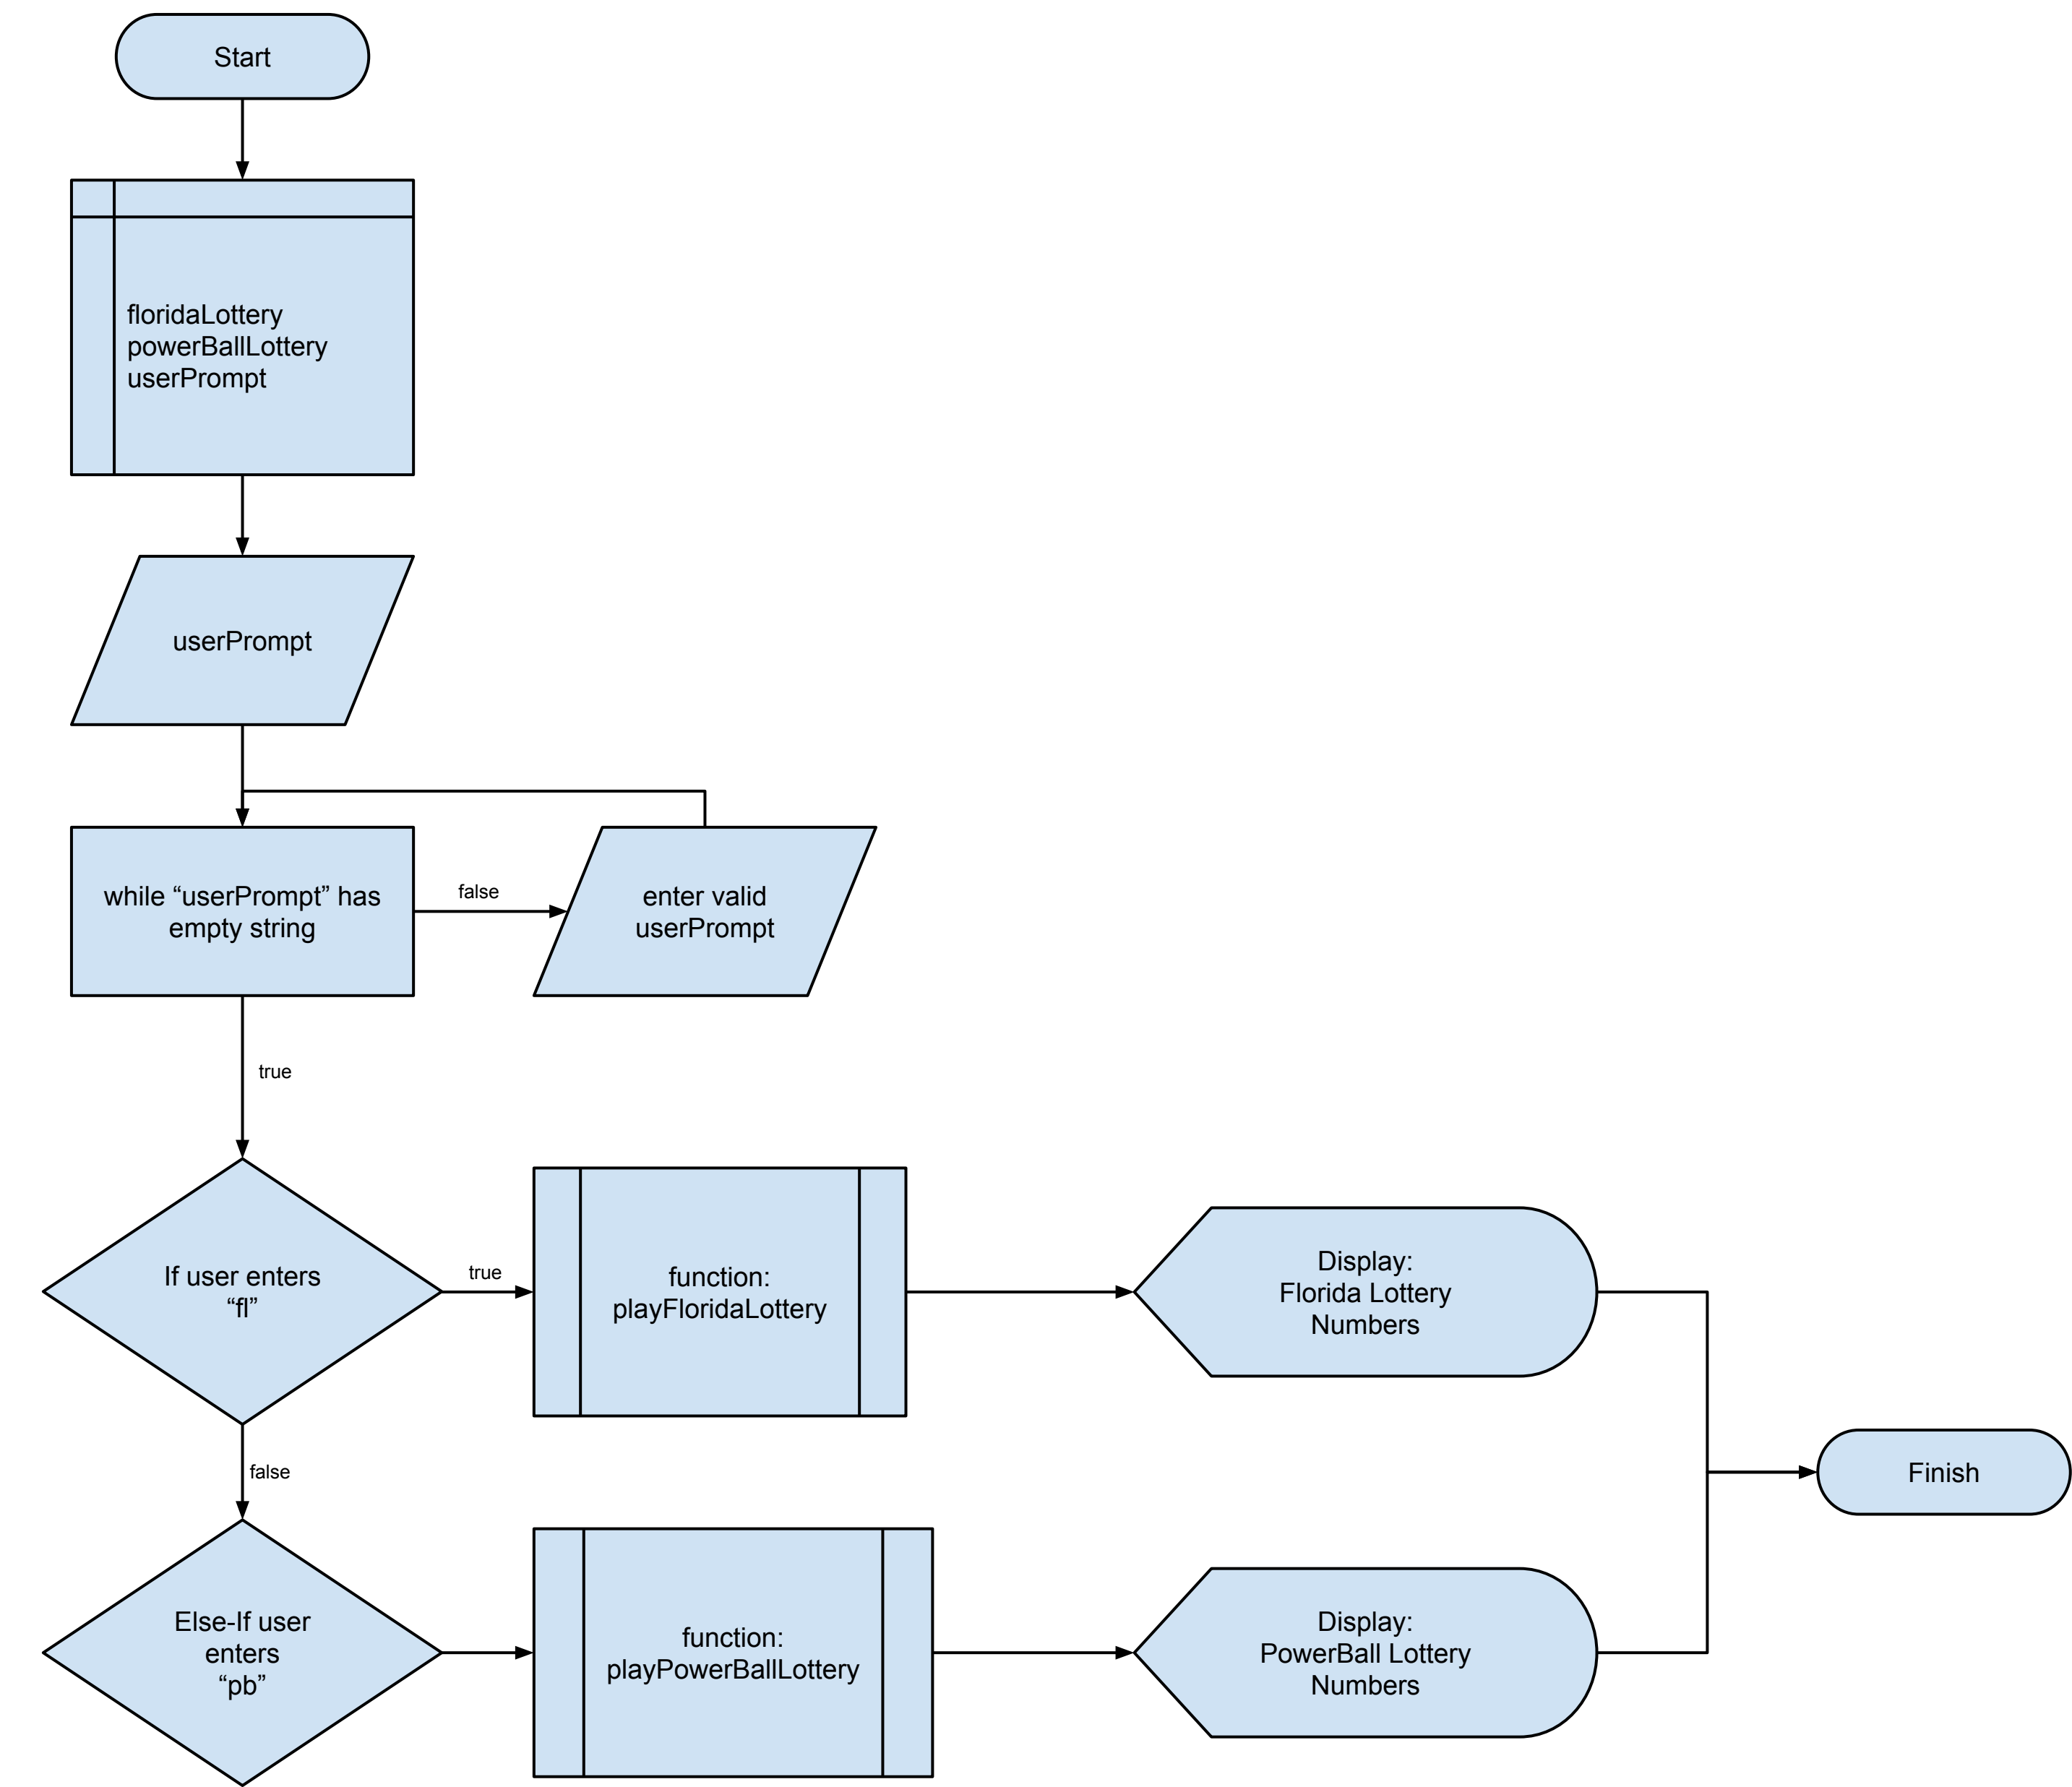 Start
floridaLottery
powerBallLottery
userPrompt
userPrompt
while “userPrompt” has
empty string
false
enter valid
userPrompt
true
If user enters
“fl”
true
function:
playFloridaLottery
Display:
Florida Lottery
Numbers
false
Finish
Else-If user
enters
“pb”
function:
playPowerBallLottery
Display:
PowerBall Lottery
Numbers